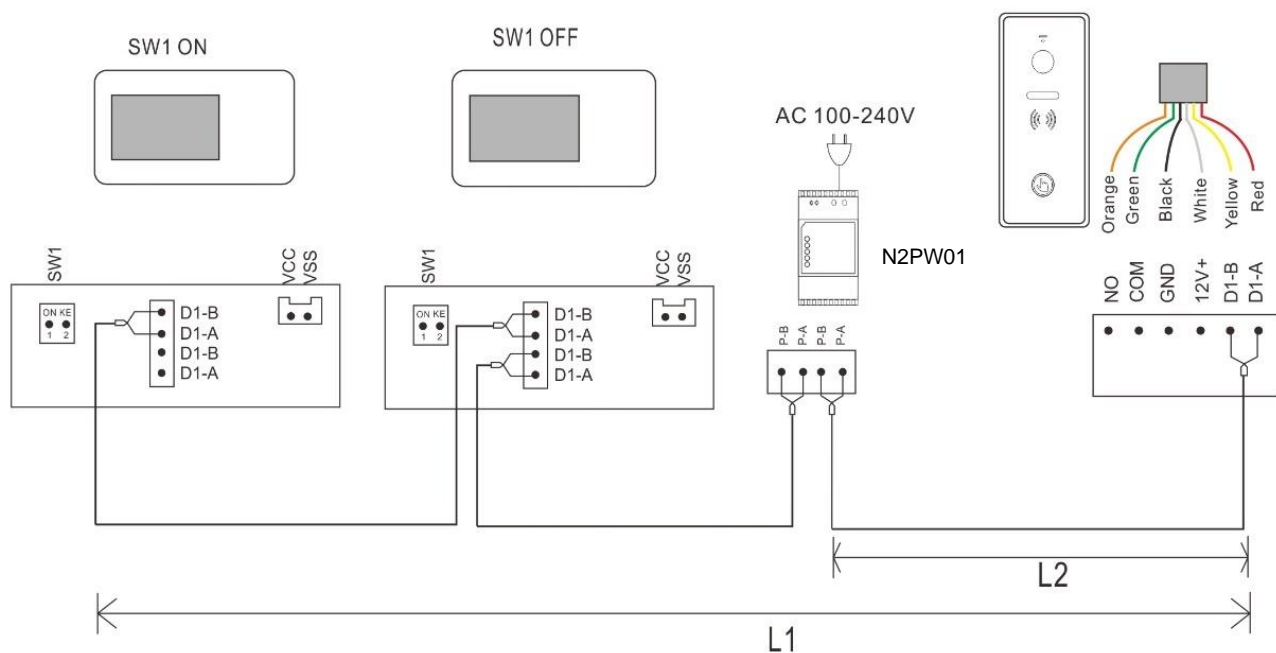 SW1 ON
SW1 OFF
AC 100-240V
N2PW01
Orange
Green
Black
White
Yellow
Red
SW1
VCC
VSS
ON KE
1 2
D1-B
D1-A
D1-B
D1-A
SW1
VCC
VSS
ON KE
1 2
D1-B
D1-A
D1-B
D1-A
P-B
P-A
P-B
P-A
NO
COM
GND
12V+
D1-B
D1-A
L2
L1